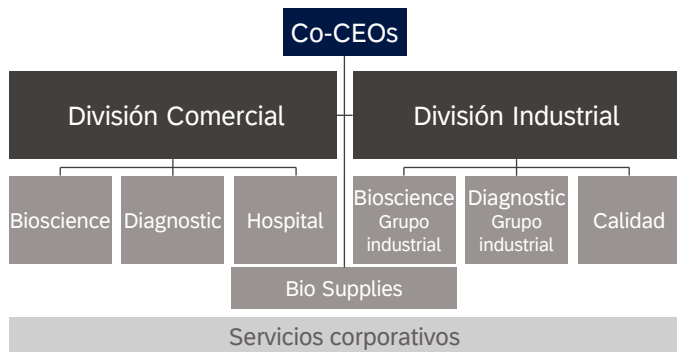 Co-CEOs
División Comercial
División Industrial
Bioscience
Diagnostic
Hospital
Bioscience
Grupo
industrial
Diagnostic
Grupo
industrial
Calidad
Bio Supplies
Servicios corporativos